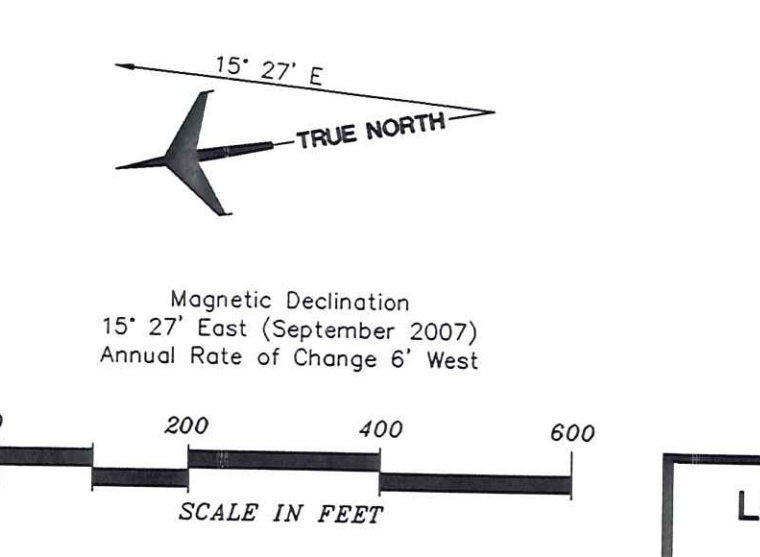 15° 27' E
TRUE NORTH
Magnetic Declination
15° 27' East (September 2007)
Annual Rate of Change 6' West
200 400 600
SCALE IN FEET